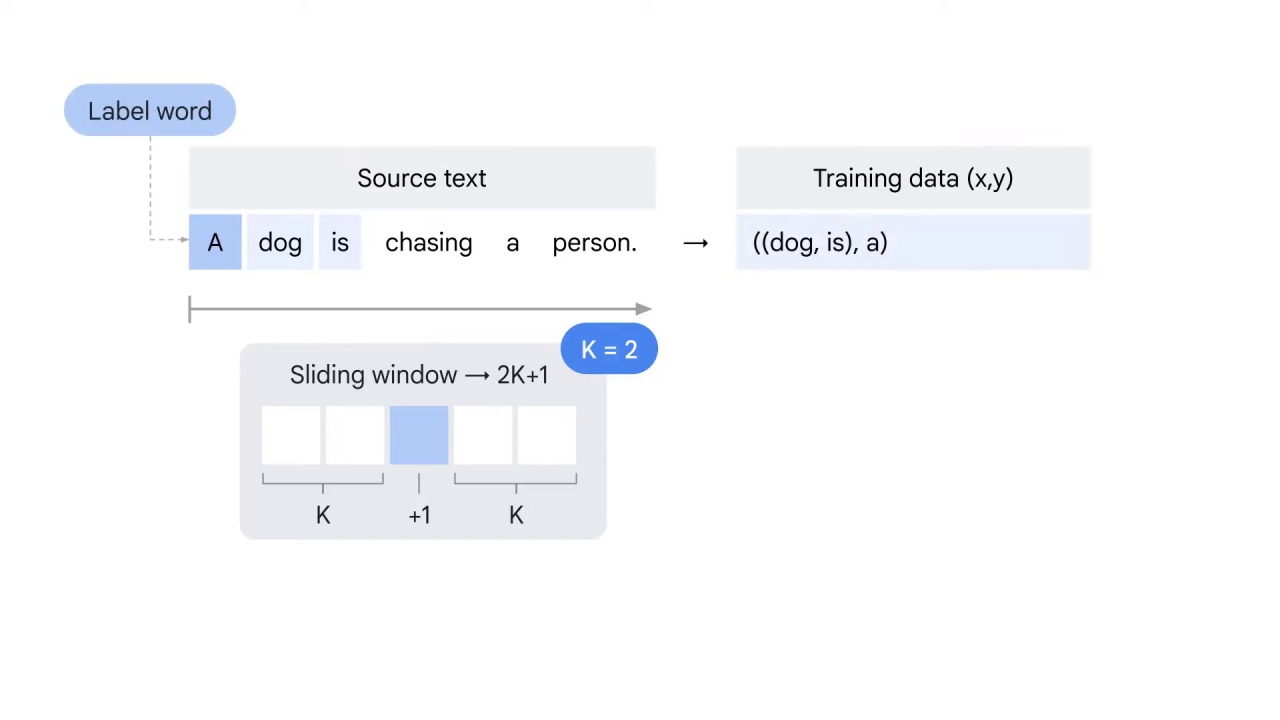 Label word
Source text
Training data (x,y)
A dog is chasing a person. → ((dog, is), a)
K = 2
Sliding window → 2K+1
K +1 K